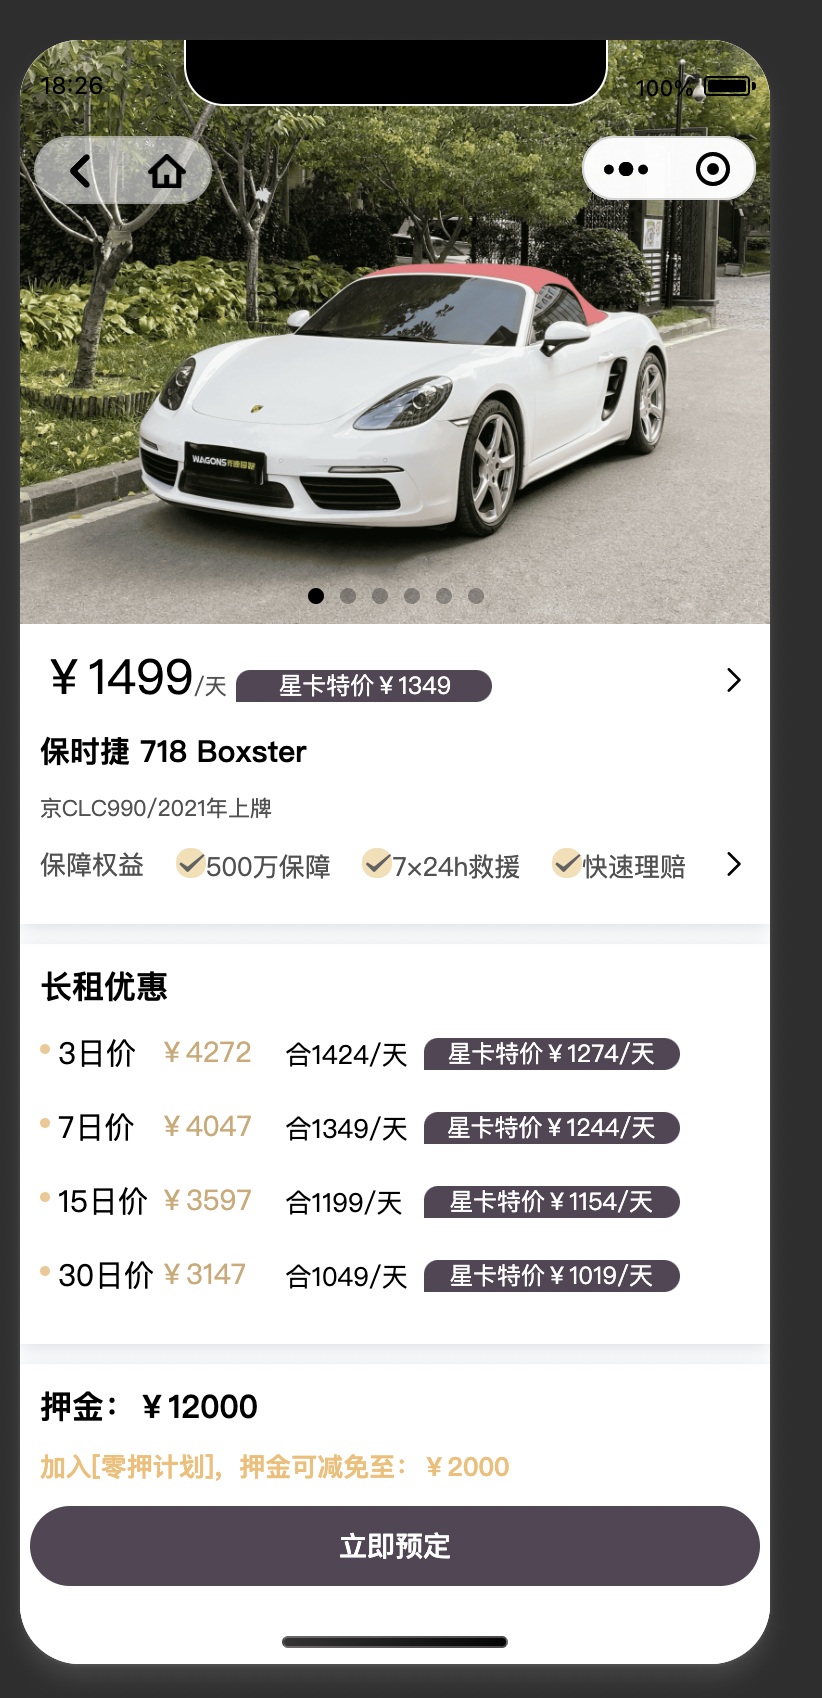 18:26
100%
WAGONS
¥1499/天 星卡特价¥1349
保时捷 718 Boxster
京CLC990/2021年上牌
保障权益 500万保障 7×24h救援 快速理赔
长租优惠
3日价 ¥4272 合1424/天 星卡特价¥1274/天
7日价 ¥4047 合1349/天 星卡特价¥1244/天
15日价 ¥3597 合1199/天 星卡特价¥1154/天
30日价 ¥3147 合1049/天 星卡特价¥1019/天
押金：¥12000
加入[零押计划]，押金可减免至：¥2000
立即预定